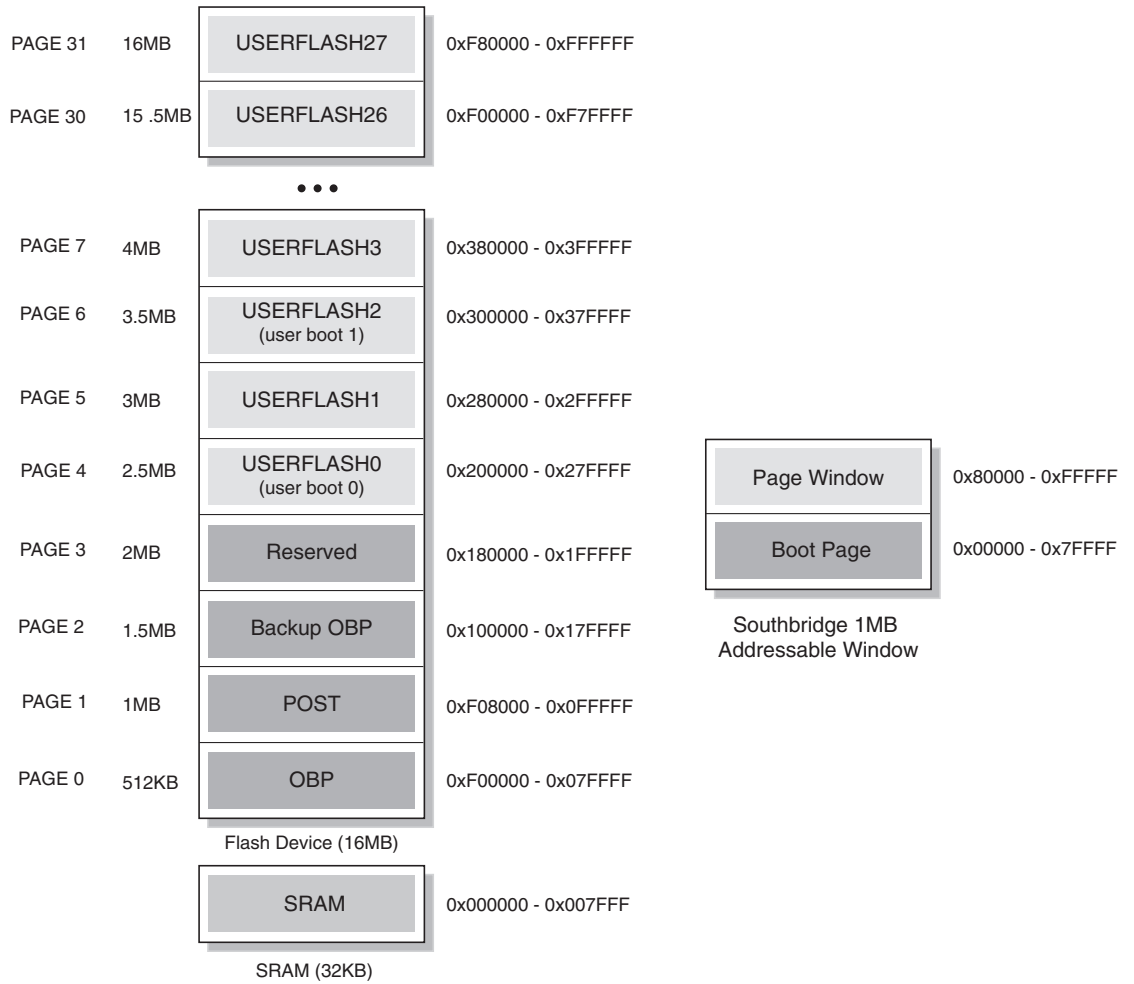 PAGE 31 16MB USERFLASH27 0xF80000 - 0xFFFFFF
PAGE 30 15 .5MB USERFLASH26 0xF00000 - 0xF7FFFF
•••
PAGE 7 4MB USERFLASH3 0x380000 - 0x3FFFFF
PAGE 6 3.5MB USERFLASH2 0x300000 - 0x37FFFF
(user boot 1)
PAGE 5 3MB USERFLASH1 0x280000 - 0x2FFFFF
PAGE 4 2.5MB USERFLASH0 0x200000 - 0x27FFFF
(user boot 0)
PAGE 3 2MB Reserved 0x180000 - 0x1FFFFF
PAGE 2 1.5MB Backup OBP 0x100000 - 0x17FFFF
PAGE 1 1MB POST 0xF08000 - 0x0FFFFF
PAGE 0 512KB OBP 0xF00000 - 0x07FFFF
Flash Device (16MB)
SRAM 0x000000 - 0x007FFF
SRAM (32KB)
Page Window 0x80000 - 0xFFFFF
Boot Page 0x00000 - 0x7FFFF
Southbridge 1MB
Addressable Window